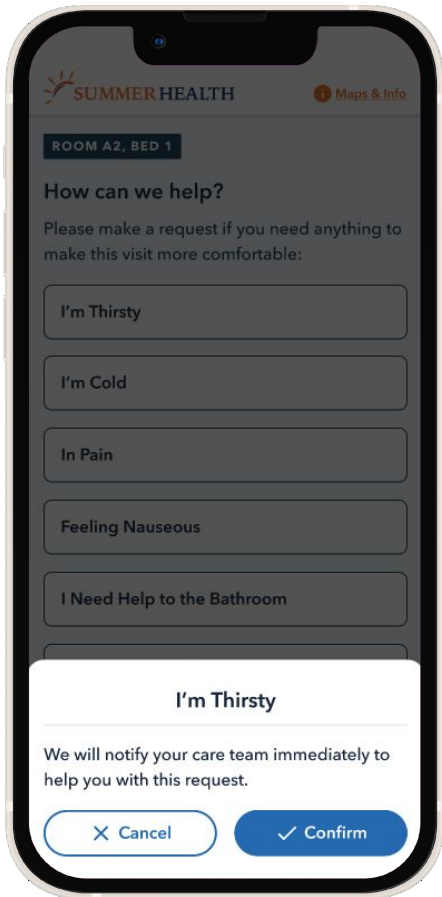 SUMMER HEALTH
i Maps & Info
ROOM A2, BED 1
How can we help?
Please make a request if you need anything to
make this visit more comfortable:
I'm Thirsty
I'm Cold
In Pain
Feeling Nauseous
I Need Help to the Bathroom
I'm Thirsty
We will notify your care team immediately to
help you with this request.
Cancel
Confirm